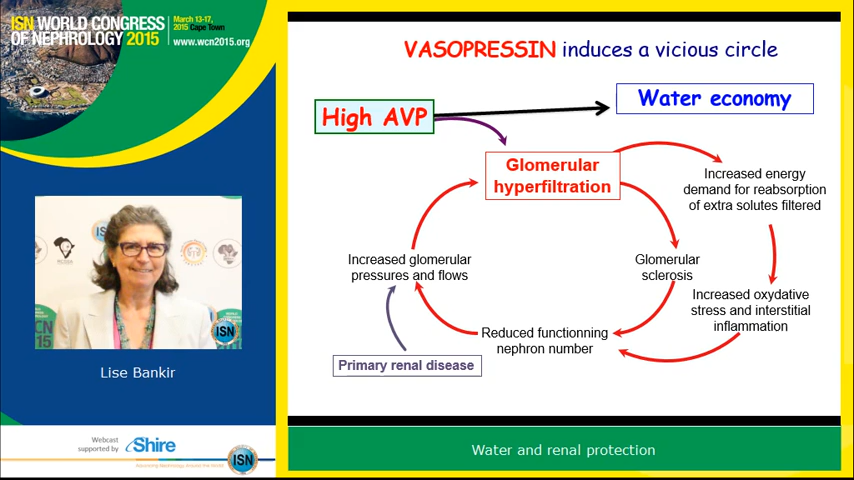 ISN WORLD CONGRESS
OF NEPHROLOGY 2015
March 13-17,
2015 Cape Town
www.wcn2015.org
ISN
Lise Bankir
Webcast
supported by
Shire
ISN
VASOPRESSIN induces a vicious circle
High AVP
Water economy
Glomerular
hyperfiltration
Increased energy
demand for reabsorption
of extra solutes filtered
Increased glomerular
pressures and flows
Glomerular
sclerosis
Increased oxydative
stress and interstitial
inflammation
Reduced functionning
nephron number
Primary renal disease
Water and renal protection